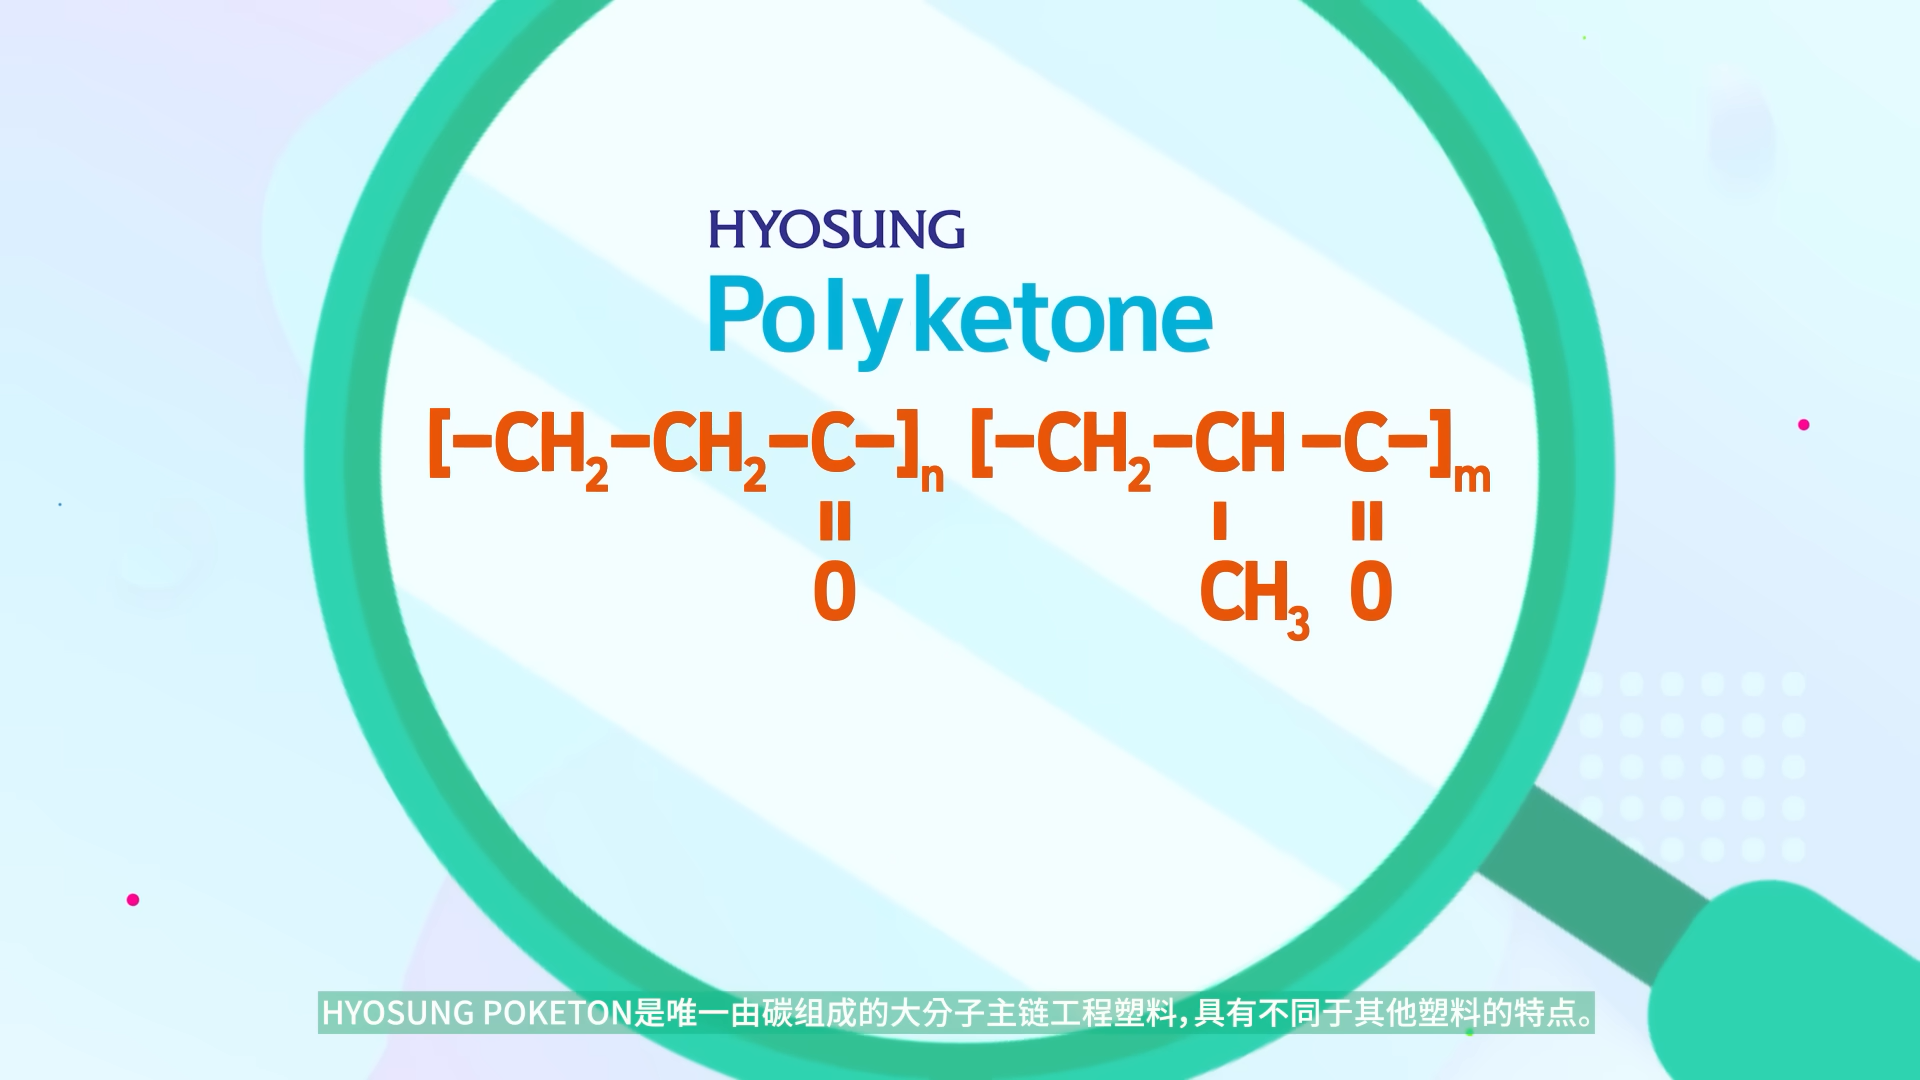 HYOSUNG
Polyketone
[–CH₂–CH₂–C–]n [–CH₂–CH–C–]m
O CH₃ O
HYOSUNG POKETON是唯一由碳组成的大分子主链工程塑料，具有不同于其他塑料的特点。